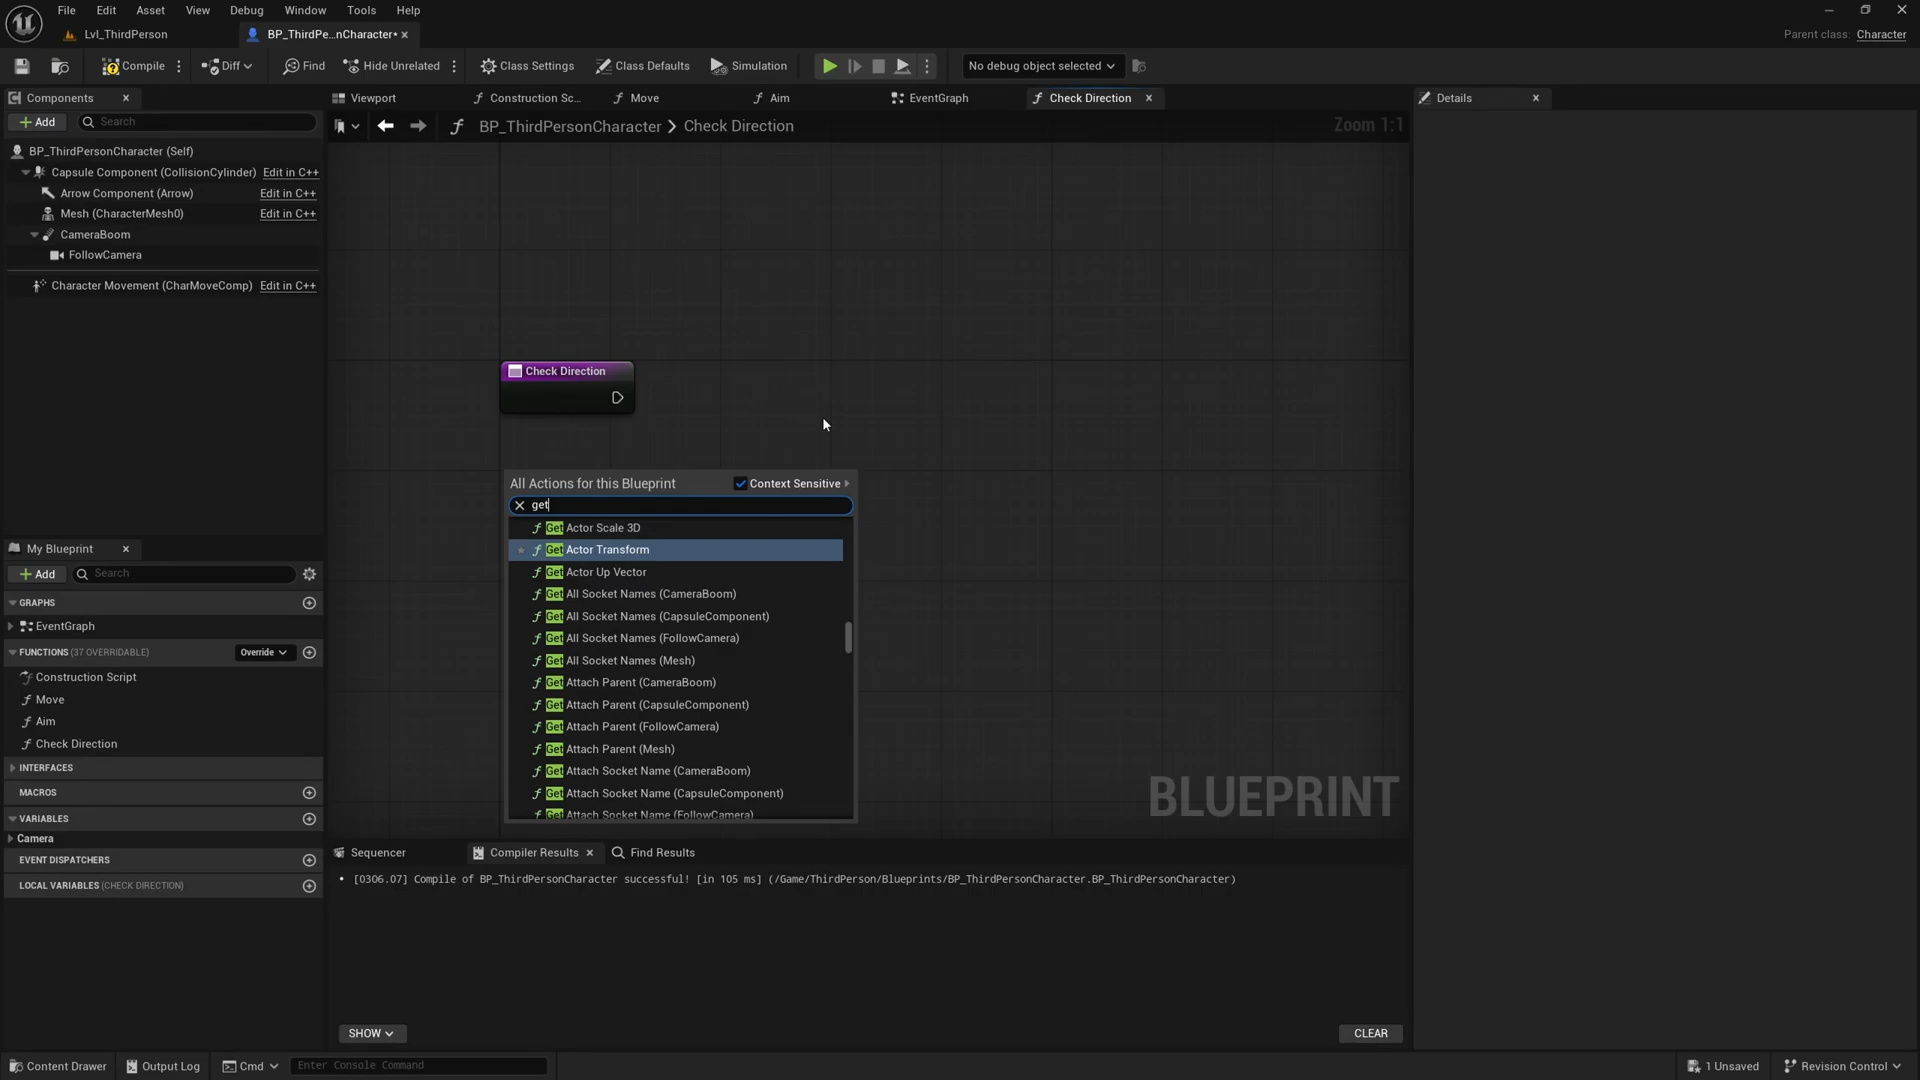 File Edit Asset View Debug Window Tools Help
Lvl_ThirdPerson
BP_ThirdPe...nCharacter•
Parent class: Character
Compile
Diff
Find
Hide Unrelated
Class Settings
Class Defaults
Simulation
No debug object selected
Components
Add
Search
BP_ThirdPersonCharacter (Self)
Capsule Component (CollisionCylinder) Edit in C++
Arrow Component (Arrow) Edit in C++
Mesh (CharacterMesh0) Edit in C++
CameraBoom
FollowCamera
Character Movement (CharMoveComp) Edit in C++
My Blueprint
Add
Search
GRAPHS
EventGraph
FUNCTIONS (37 OVERRIDABLE) Override
Construction Script
Move
Aim
Check Direction
INTERFACES
MACROS
VARIABLES
Camera
EVENT DISPATCHERS
LOCAL VARIABLES (CHECK DIRECTION)
Viewport
Construction Sc...
Move
Aim
EventGraph
Check Direction
BP_ThirdPersonCharacter > Check Direction
Zoom 1:1
Check Direction
All Actions for this Blueprint
Context Sensitive
get
Get Actor Scale 3D
Get Actor Transform
Get Actor Up Vector
Get All Socket Names (CameraBoom)
Get All Socket Names (CapsuleComponent)
Get All Socket Names (FollowCamera)
Get All Socket Names (Mesh)
Get Attach Parent (CameraBoom)
Get Attach Parent (CapsuleComponent)
Get Attach Parent (FollowCamera)
Get Attach Parent (Mesh)
Get Attach Socket Name (CameraBoom)
Get Attach Socket Name (CapsuleComponent)
Get Attach Socket Name (FollowCamera)
BLUEPRINT
Sequencer
Compiler Results
Find Results
• [0306.07] Compile of BP_ThirdPersonCharacter successful! [in 105 ms] (/Game/ThirdPerson/Blueprints/BP_ThirdPersonCharacter.BP_ThirdPersonCharacter)
SHOW
CLEAR
Details
Content Drawer
Output Log
Cmd
Enter Console Command
1 Unsaved
Revision Control